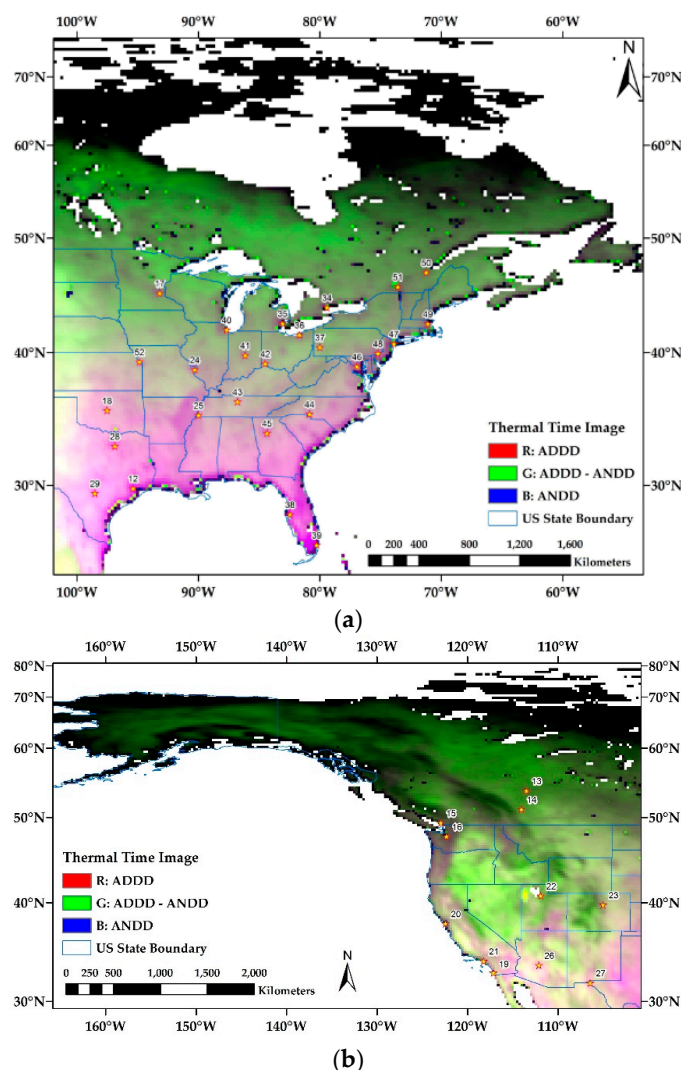 100°W 90°W 80°W 70°W 60°W
N
70°N 70°N
60°N 60°N
50°N 50°N
50
51
17
34
35
40
36
49
47
37
48
41
42
46
40°N 40°N
52
24
43
18
25
44
45
28
Thermal Time Image
R: ADDD
G: ADDD - ANDD
B: ANDD
US State Boundary
29
12
30°N 30°N
38
39
0 200 400 800 1,200 1,600
Kilometers
100°W 90°W 80°W 70°W 60°W
(a)
160°W 150°W 140°W 130°W 120°W 110°W
80°N 80°N
70°N 70°N
60°N 60°N
13
14
50°N 50°N
15
16
Thermal Time Image
R: ADDD
G: ADDD - ANDD
B: ANDD
US State Boundary
22
23
40°N 40°N
20
21
26
19
27
N
0 250 500 1,000 1,500 2,000
Kilometers
30°N 30°N
160°W 150°W 140°W 130°W 120°W 110°W
(b)